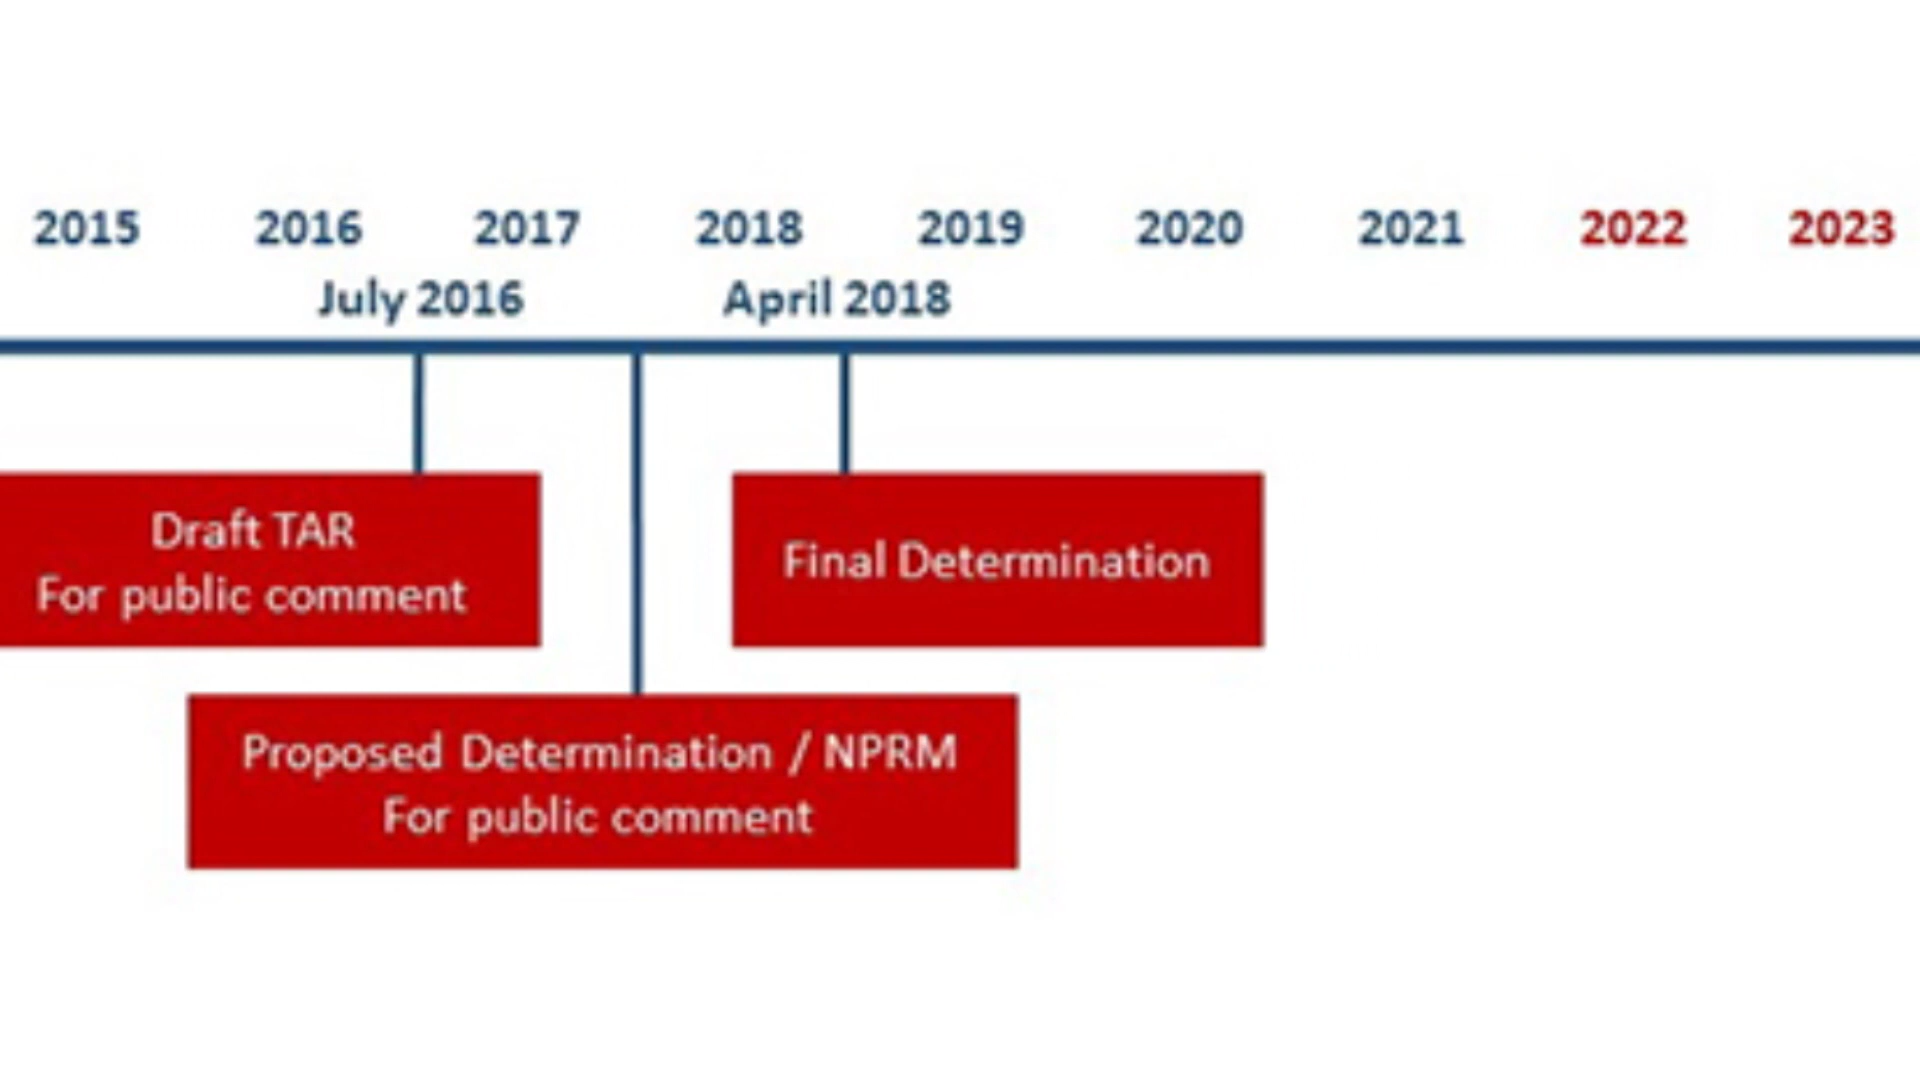 2015 2016 2017 2018 2019 2020 2021 2022 2023
July 2016 April 2018
Draft TAR
For public comment
Final Determination
Proposed Determination / NPRM
For public comment